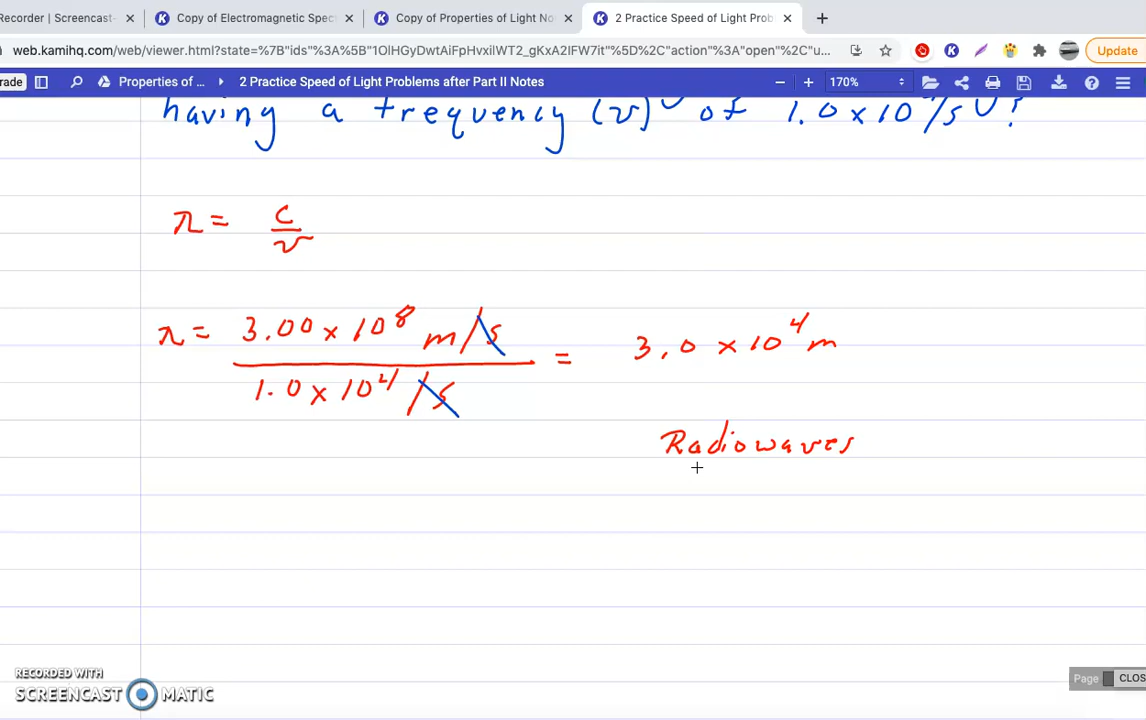 Recorder | Screencast-
Copy of Electromagnetic Spec
Copy of Properties of Light No
2 Practice Speed of Light Prob
web.kamihq.com/web/viewer.html?state=%7B"ids"%3A%5B"1OlHGyDwtAiFpHvxilWT2_gKxA2IFW7it"%5D%2C"action"%3A"open"%2C"u...
Update
rade
Properties of ...
2 Practice Speed of Light Problems after Part II Notes
170%
having a frequency (ν) of 1.0 x 10 /s ?
λ = c/ν
λ = 3.00 x 10⁸ m/s
1.0 x 10⁴ /s
= 3.0 x 10⁴ m
Radiowaves
Page
CLOS
RECORDED WITH
SCREENCAST MATIC